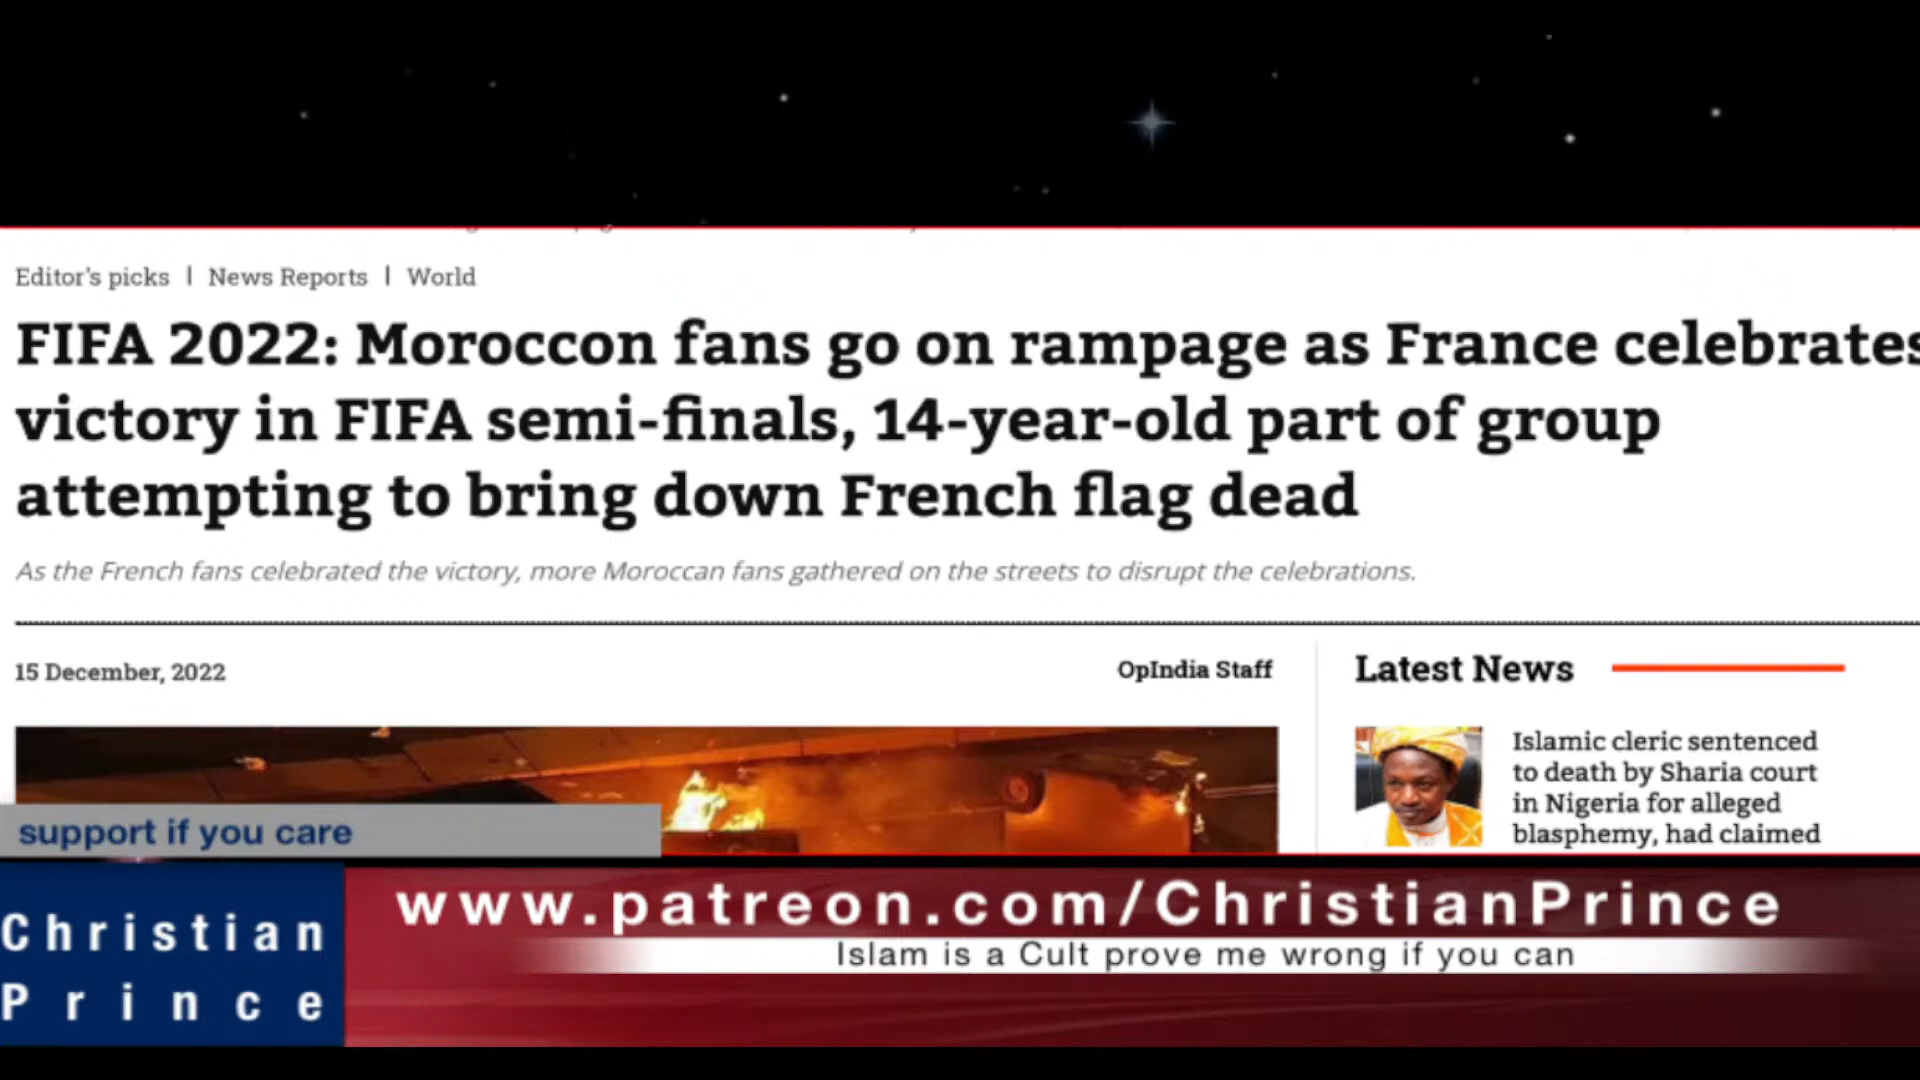 Editor's picks | News Reports | World
FIFA 2022: Moroccon fans go on rampage as France celebrates
victory in FIFA semi-finals, 14-year-old part of group
attempting to bring down French flag dead
As the French fans celebrated the victory, more Moroccan fans gathered on the streets to disrupt the celebrations.
15 December, 2022
OpIndia Staff
Latest News
Islamic cleric sentenced
to death by Sharia court
in Nigeria for alleged
blasphemy, had claimed
support if you care
Christian
Prince
www.patreon.com/ChristianPrince
Islam is a Cult prove me wrong if you can